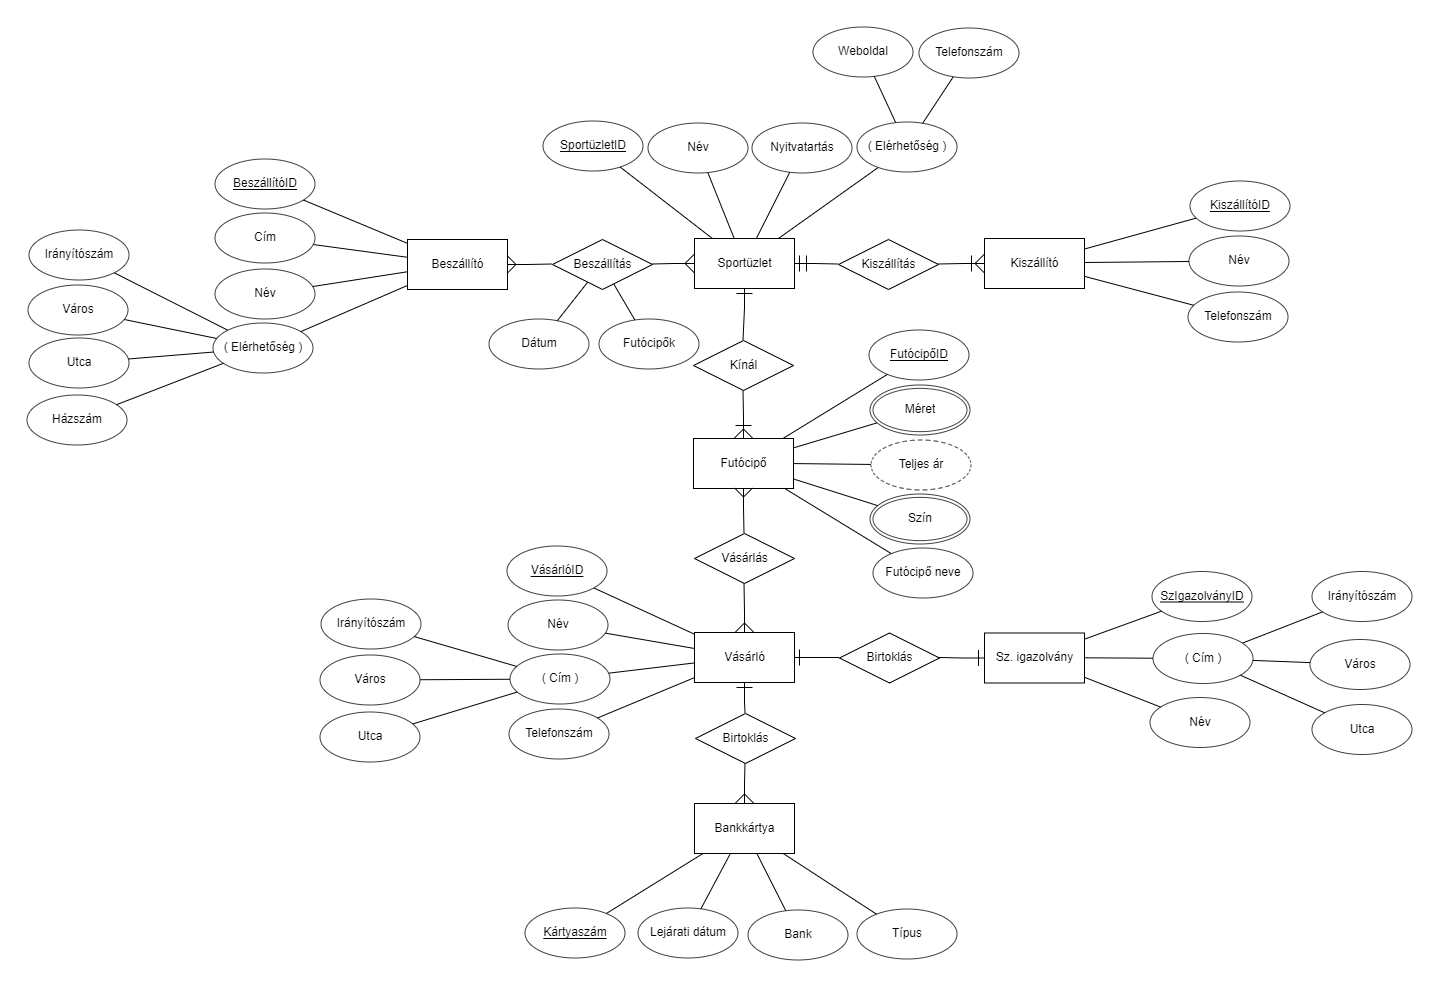 Weboldal
Telefonszám
SportüzletID
Név
Nyitvatartás
( Elérhetőség )
BeszállítóID
Cím
Név
Irányítószám
Város
Utca
Házszám
( Elérhetőség )
Beszállító
Beszállítás
Dátum
Futócipők
Sportüzlet
Kiszállítás
Kiszállító
KiszállítóID
Név
Telefonszám
Kínál
Futócipő
FutócipőID
Méret
Teljes ár
Szín
Futócipő neve
Vásárlás
VásárlóID
Név
( Cím )
Telefonszám
Irányítószám
Város
Utca
Vásárló
Birtoklás
Sz. igazolvány
SzIgazolványID
( Cím )
Név
Irányítószám
Város
Utca
Birtoklás
Bankkártya
Kártyaszám
Lejárati dátum
Bank
Típus